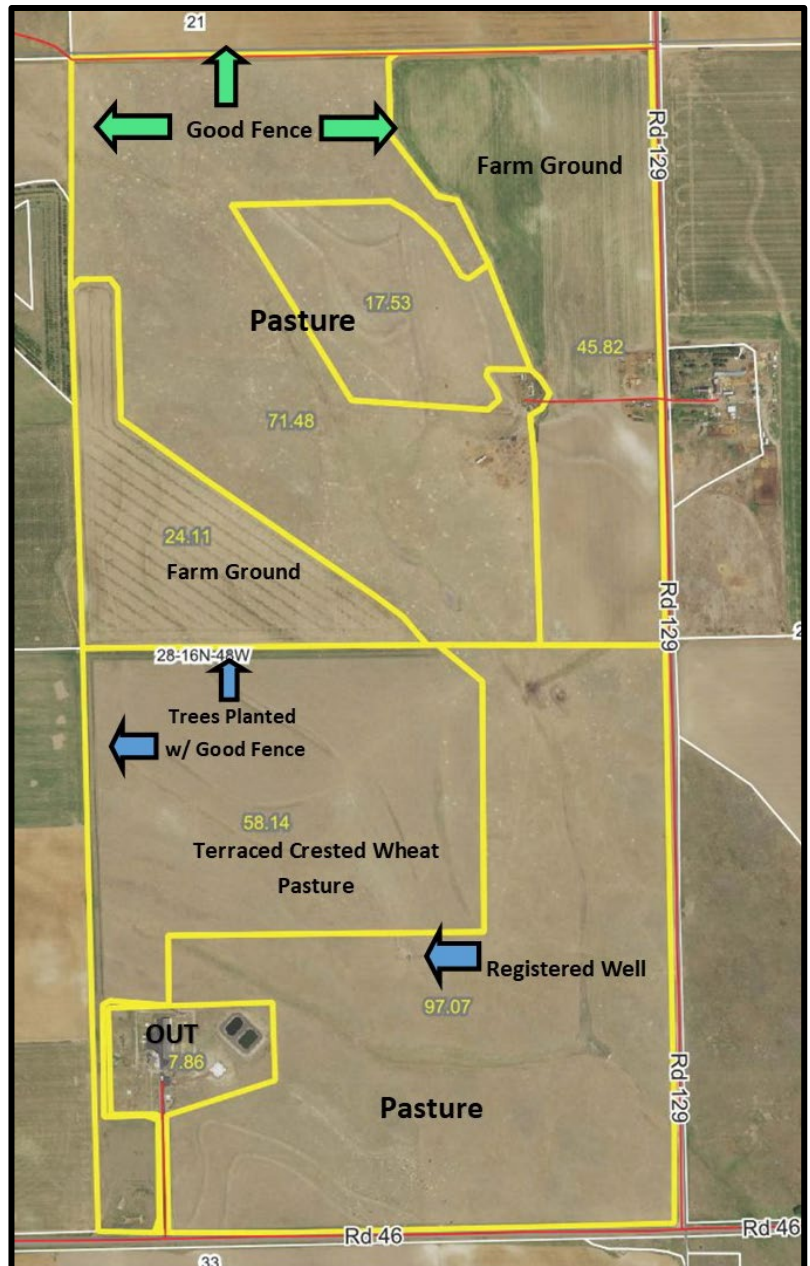 21
Good Fence
Farm Ground
Rd 129
Pasture
17.53
45.82
71.48
24.11
Farm Ground
Rd 129
28-16N-48W
Trees Planted
w/ Good Fence
58.14
Terraced Crested Wheat
Pasture
Registered Well
97.07
OUT
7.86
Rd 129
Pasture
Rd 46
Rd 46
33